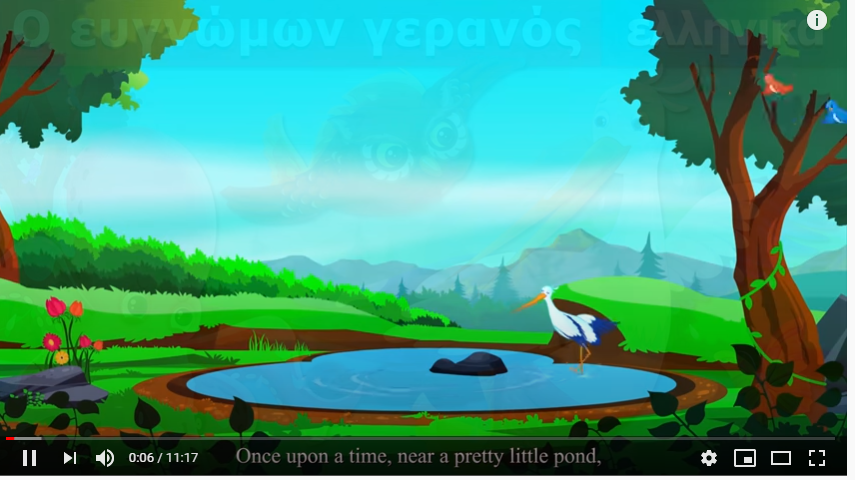 Ο ευγνώμων γερανός ελληνικά
0:06 / 11:17
Once upon a time, near a pretty little pond,